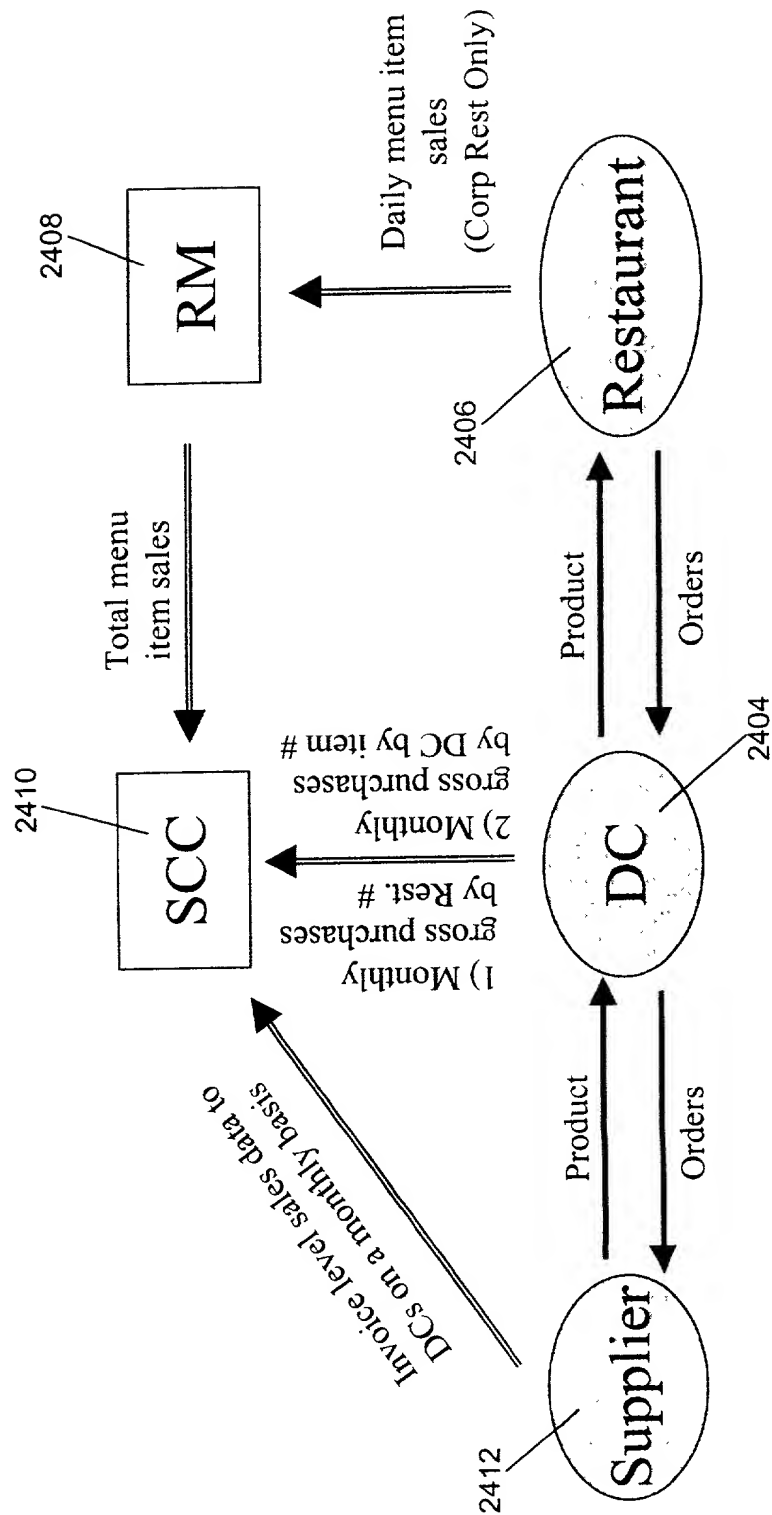 2408
RM
Daily menu item
sales
(Corp Rest Only)
2406
Restaurant
Total menu
item sales
2410
SCC
1) Monthly
gross purchases
by Rest. #
2) Monthly
gross purchases
by DC by item #
Product
Orders
2404
DC
Invoice level sales data to
DCs on a monthly basis
Product
Orders
2412
Supplier